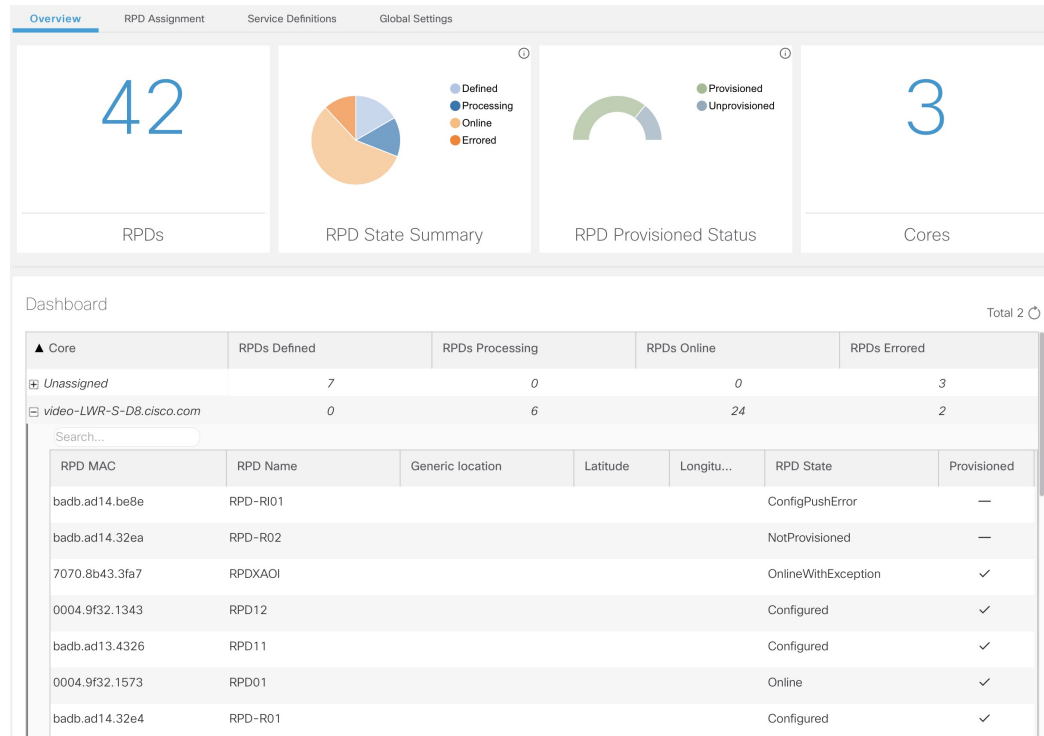 Overview RPD Assignment Service Definitions Global Settings
42
RPDs
Defined
Processing
Online
Errored
RPD State Summary
Provisioned
Unprovisioned
RPD Provisioned Status
3
Cores
Dashboard
Total 2
Core RPDs Defined RPDs Processing RPDs Online RPDs Errored
Unassigned 7 0 0 3
video-LWR-S-D8.cisco.com 0 6 24 2
Search...
RPD MAC RPD Name Generic location Latitude Longitu... RPD State Provisioned
badb.ad14.be8e RPD-RI01 ConfigPushError —
badb.ad14.32ea RPD-R02 NotProvisioned —
7070.8b43.3fa7 RPDXAOI OnlineWithException ✓
0004.9f32.1343 RPD12 Configured ✓
badb.ad13.4326 RPD11 Configured ✓
0004.9f32.1573 RPD01 Online ✓
badb.ad14.32e4 RPD-R01 Configured ✓